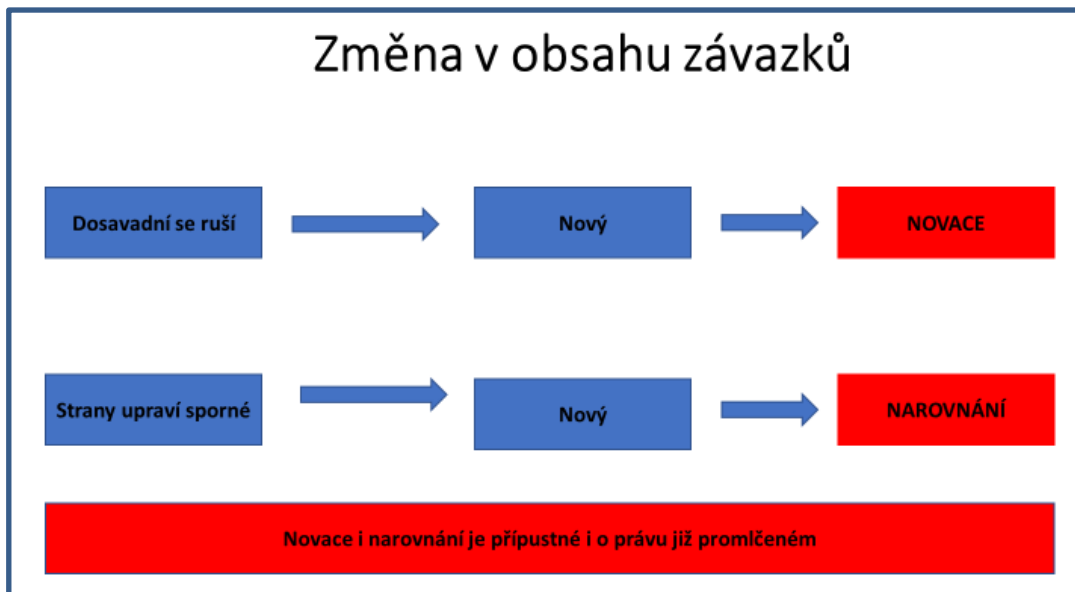 Změna v obsahu závazků
Dosavadní se ruší
Nový
NOVACE
Strany upraví sporné
Nový
NAROVNÁNÍ
Novace i narovnání je přípustné i o právu již promlčeném